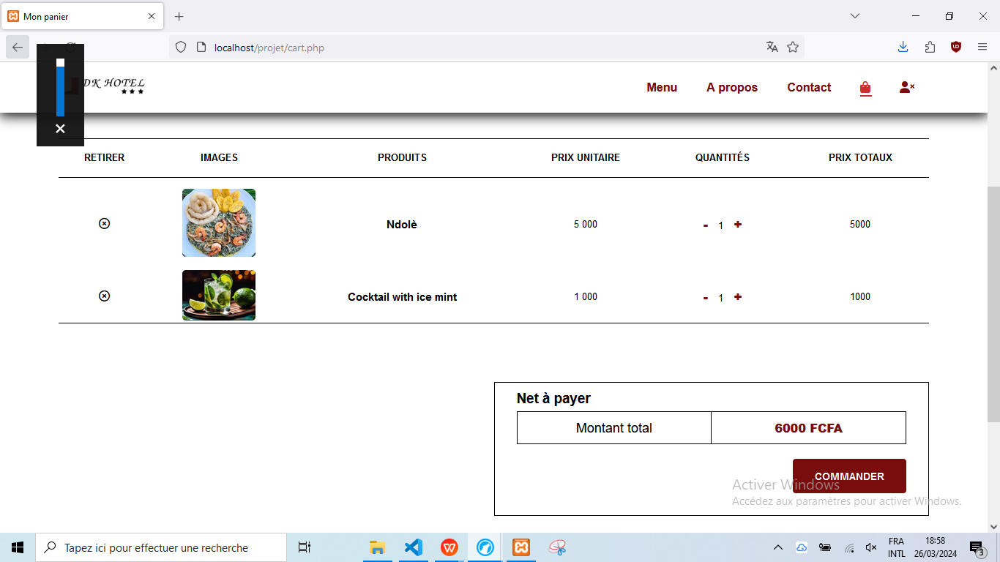 Mon panier
localhost/projet/cart.php
DK HOTEL
Menu A propos Contact
RETIRER IMAGES PRODUITS PRIX UNITAIRE QUANTITÉS PRIX TOTAUX
Ndolè 5 000 - 1 + 5000
Cocktail with ice mint 1 000 - 1 + 1000
Net à payer
Montant total 6000 FCFA
COMMANDER
Activer Windows
Accédez aux paramètres pour activer Windows.
Tapez ici pour effectuer une recherche
FRA
INTL
18:58
26/03/2024
3